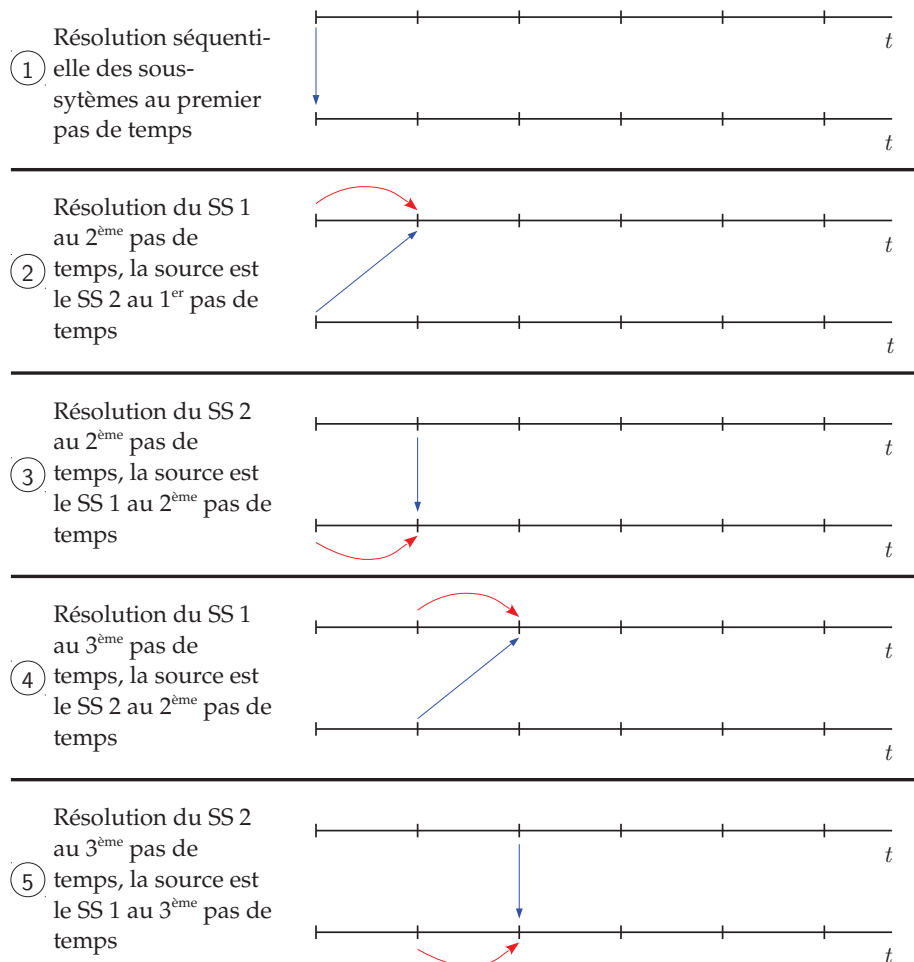 Résolution séquenti-
elle des sous-
sytèmes au premier
pas de temps
1
t
t
Résolution du SS 1
au 2ème pas de
temps, la source est
le SS 2 au 1er pas de
temps
2
t
t
Résolution du SS 2
au 2ème pas de
temps, la source est
le SS 1 au 2ème pas de
temps
3
t
t
Résolution du SS 1
au 3ème pas de
temps, la source est
le SS 2 au 2ème pas de
temps
4
t
t
Résolution du SS 2
au 3ème pas de
temps, la source est
le SS 1 au 3ème pas de
temps
5
t
t